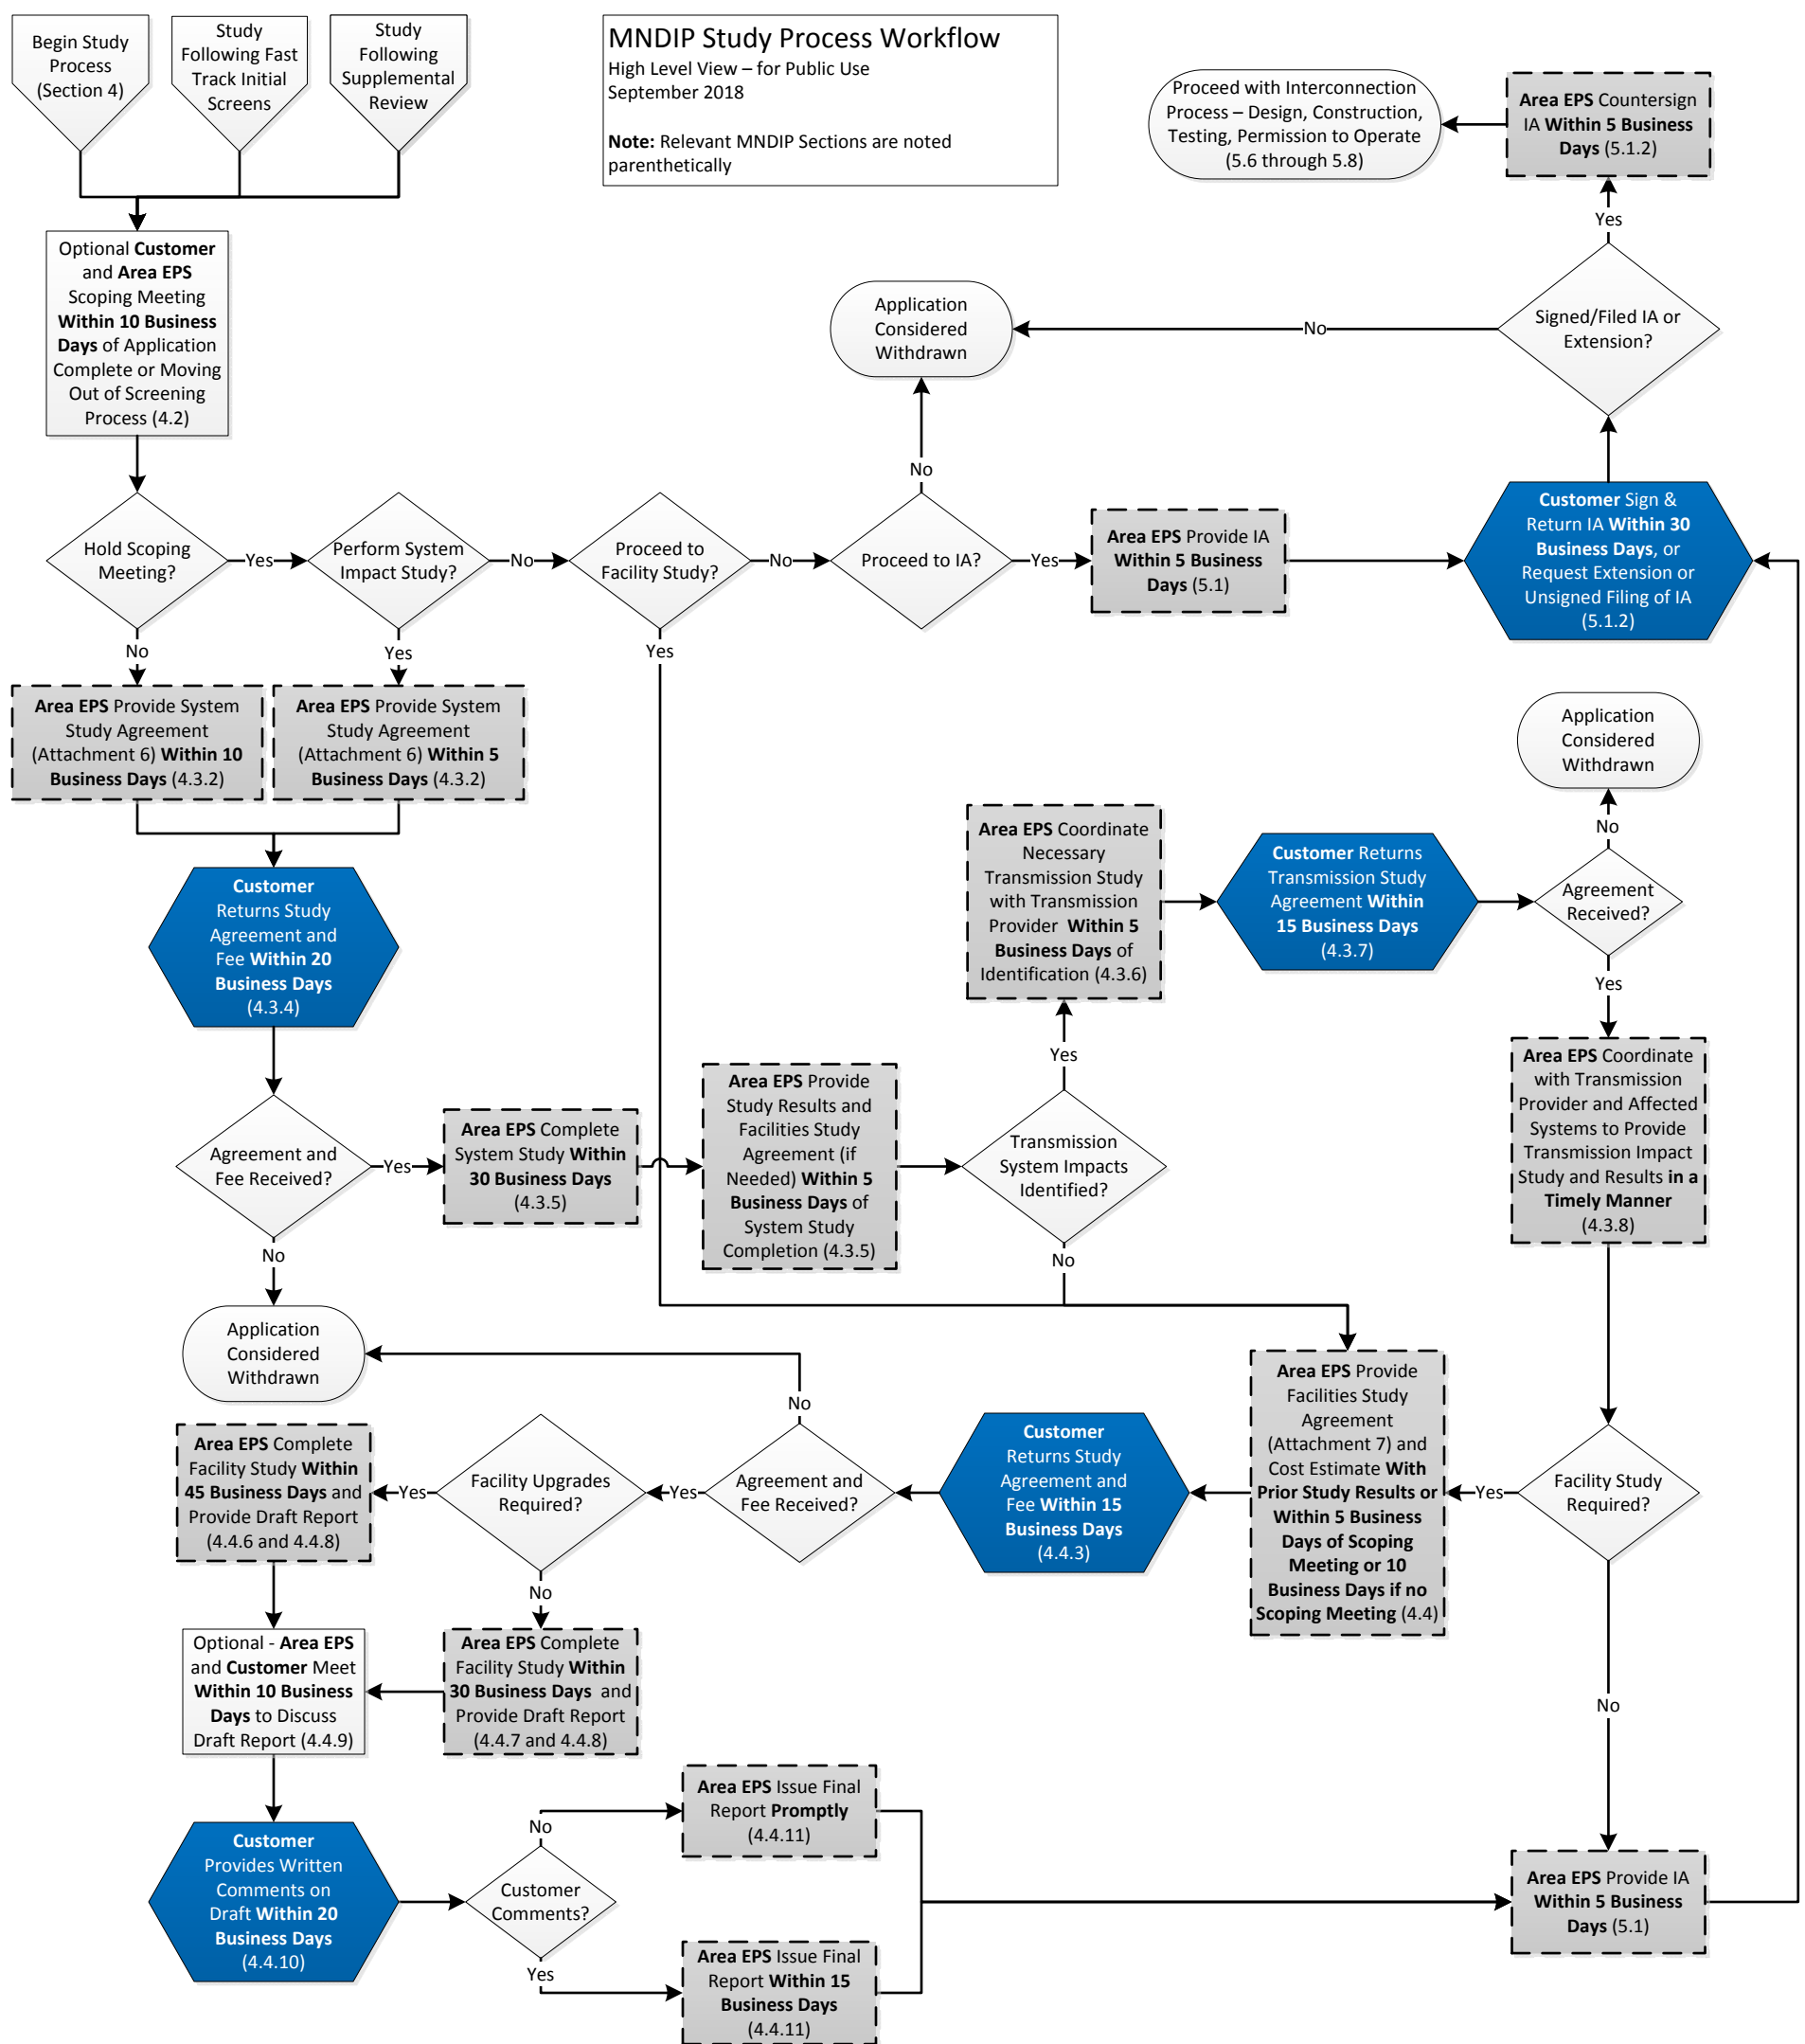 Begin Study
Process
(Section 4)
Study
Following Fast
Track Initial
Screens
Study
Following
Supplemental
Review
MNDIP Study Process Workflow
High Level View – for Public Use
September 2018
Note: Relevant MNDIP Sections are noted
parenthetically
Proceed with Interconnection
Process – Design, Construction,
Testing, Permission to Operate
(5.6 through 5.8)
Area EPS Countersign
IA Within 5 Business
Days (5.1.2)
Yes
Optional Customer
and Area EPS
Scoping Meeting
Within 10 Business
Days of Application
Complete or Moving
Out of Screening
Process (4.2)
Application
Considered
Withdrawn
No
Signed/Filed IA or
Extension?
No
Hold Scoping
Meeting?
Yes
Perform System
Impact Study?
No
Proceed to
Facility Study?
No
Proceed to IA?
Yes
Area EPS Provide IA
Within 5 Business
Days (5.1)
Customer Sign &
Return IA Within 30
Business Days, or
Request Extension or
Unsigned Filing of IA
(5.1.2)
No
Yes
Yes
Area EPS Provide System
Study Agreement
(Attachment 6) Within 10
Business Days (4.3.2)
Area EPS Provide System
Study Agreement
(Attachment 6) Within 5
Business Days (4.3.2)
Application
Considered
Withdrawn
No
Customer
Returns Study
Agreement and
Fee Within 20
Business Days
(4.3.4)
Area EPS Coordinate
Necessary
Transmission Study
with Transmission
Provider Within 5
Business Days of
Identification (4.3.6)
Customer Returns
Transmission Study
Agreement Within
15 Business Days
(4.3.7)
Agreement
Received?
Yes
Yes
Agreement and
Fee Received?
Yes
Area EPS Complete
System Study Within
30 Business Days
(4.3.5)
Area EPS Provide
Study Results and
Facilities Study
Agreement (if
Needed) Within 5
Business Days of
System Study
Completion (4.3.5)
Transmission
System Impacts
Identified?
Area EPS Coordinate
with Transmission
Provider and Affected
Systems to Provide
Transmission Impact
Study and Results in a
Timely Manner
(4.3.8)
No
No
Application
Considered
Withdrawn
No
Area EPS Complete
Facility Study Within
45 Business Days and
Provide Draft Report
(4.4.6 and 4.4.8)
Yes
Facility Upgrades
Required?
Yes
Agreement and
Fee Received?
Customer
Returns Study
Agreement and
Fee Within 15
Business Days
(4.4.3)
Area EPS Provide
Facilities Study
Agreement
(Attachment 7) and
Cost Estimate With
Prior Study Results or
Within 5 Business
Days of Scoping
Meeting or 10
Business Days if no
Scoping Meeting (4.4)
Yes
Facility Study
Required?
No
No
Optional - Area EPS
and Customer Meet
Within 10 Business
Days to Discuss
Draft Report (4.4.9)
Area EPS Complete
Facility Study Within
30 Business Days and
Provide Draft Report
(4.4.7 and 4.4.8)
Customer
Provides Written
Comments on
Draft Within 20
Business Days
(4.4.10)
No
Customer
Comments?
Yes
Area EPS Issue Final
Report Promptly
(4.4.11)
Area EPS Issue Final
Report Within 15
Business Days
(4.4.11)
Area EPS Provide IA
Within 5 Business
Days (5.1)